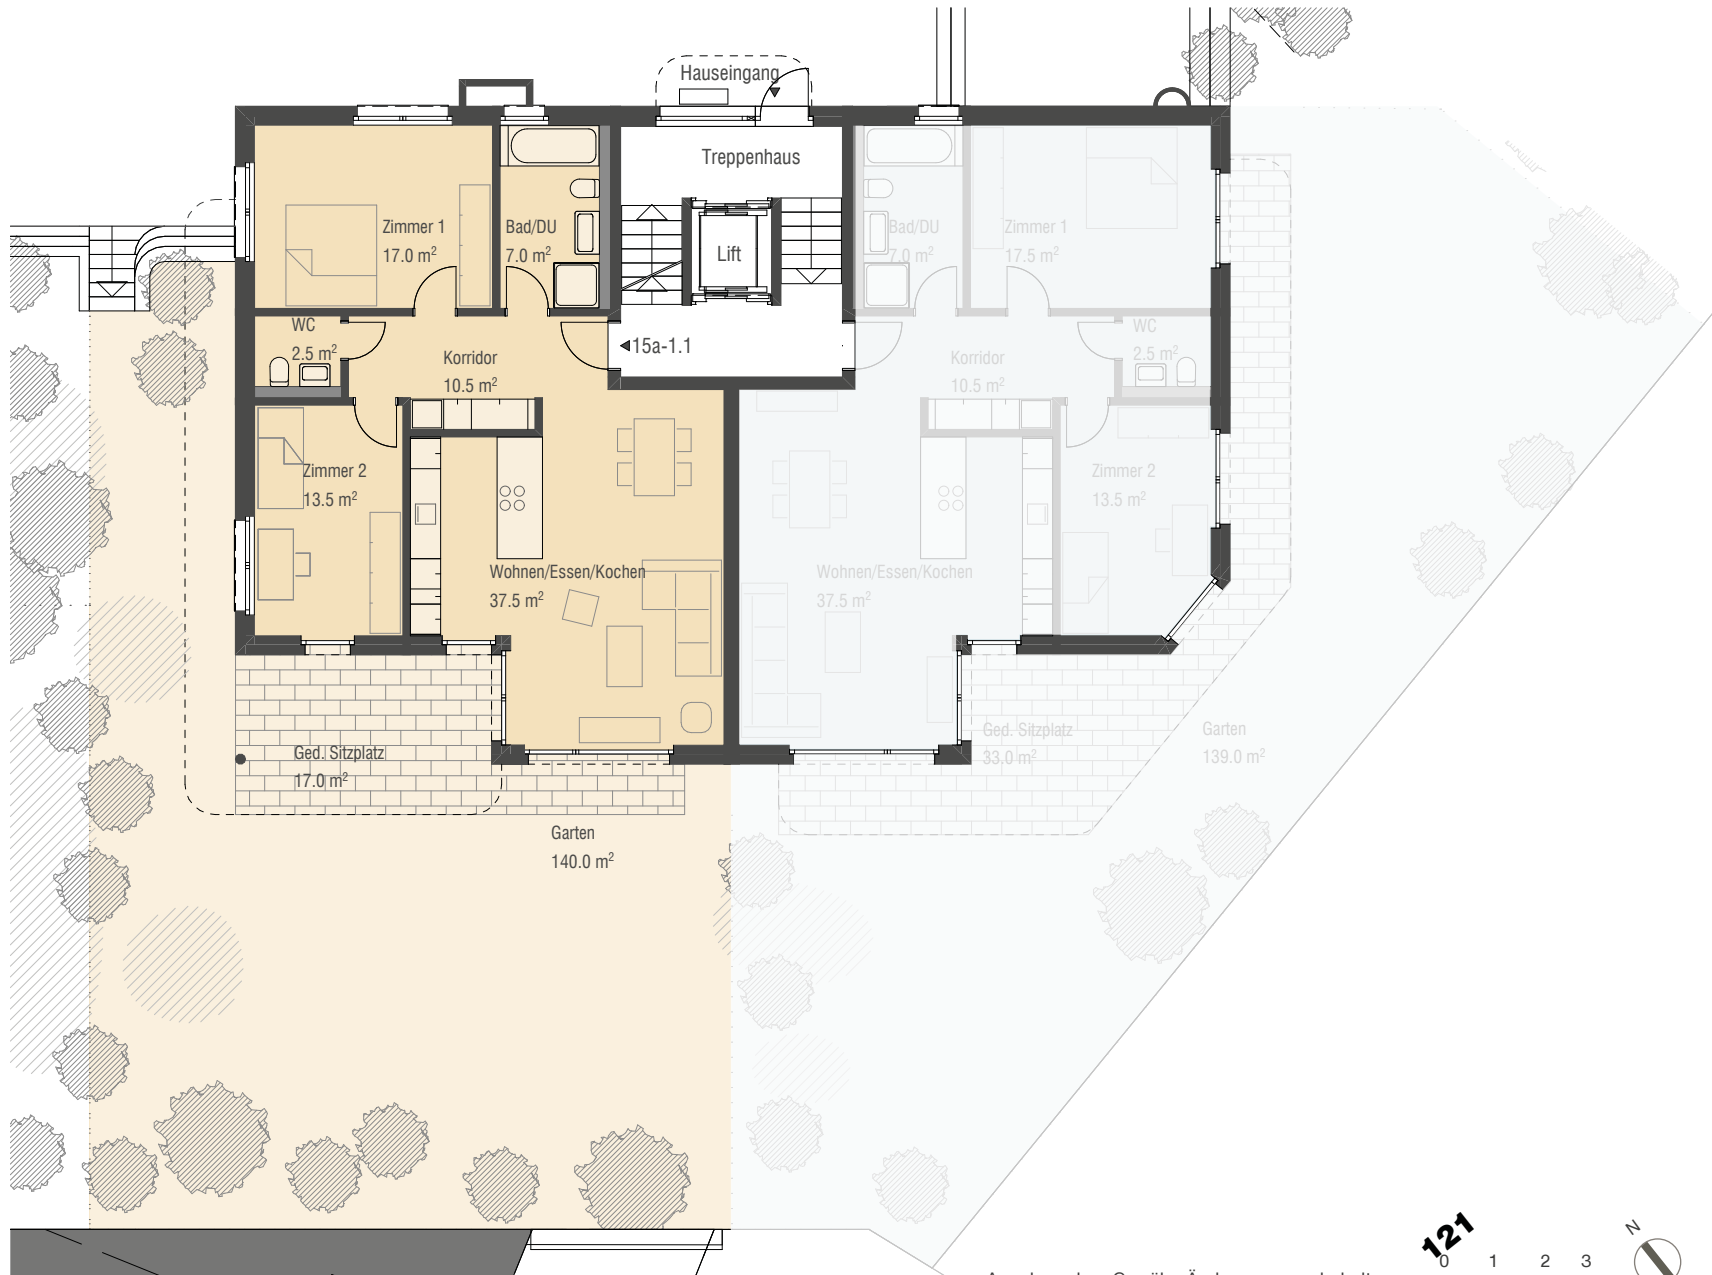 Hauseingang
Treppenhaus
Zimmer 1
17.0 m²
Bad/DU
7.0 m²
Lift
Bad/DU
7.0 m²
Zimmer 1
17.5 m²
WC
2.5 m²
Korridor
10.5 m²
15a-1.1
Korridor
10.5 m²
WC
2.5 m²
Zimmer 2
13.5 m²
Zimmer 2
13.5 m²
Wohnen/Essen/Kochen
37.5 m²
Wohnen/Essen/Kochen
37.5 m²
Ged. Sitzplatz
17.0 m²
Ged. Sitzplatz
33.0 m²
Garten
139.0 m²
Garten
140.0 m²
121
0 1 2 3
N